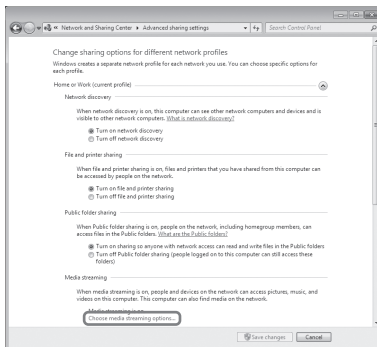 « Network and Sharing Center ▸ Advanced sharing settings
Search Control Panel
Change sharing options for different network profiles
Windows creates a separate network profile for each network you use. You can choose specific options for
each profile.
Home or Work (current profile)
Network discovery
When network discovery is on, this computer can see other network computers and devices and is
visible to other network computers. What is network discovery?
Turn on network discovery
Turn off network discovery
File and printer sharing
When file and printer sharing is on, files and printers that you have shared from this computer can
be accessed by people on the network.
Turn on file and printer sharing
Turn off file and printer sharing
Public folder sharing
When Public folder sharing is on, people on the network, including homegroup members, can
access files in the Public folders. What are the Public folders?
Turn on sharing so anyone with network access can read and write files in the Public folders
Turn off Public folder sharing (people logged on to this computer can still access these
folders)
Media streaming
When media streaming is on, people and devices on the network can access pictures, music, and
videos on this computer. This computer can also find media on the network.
Media streaming is on.
Choose media streaming options...
Save changes
Cancel